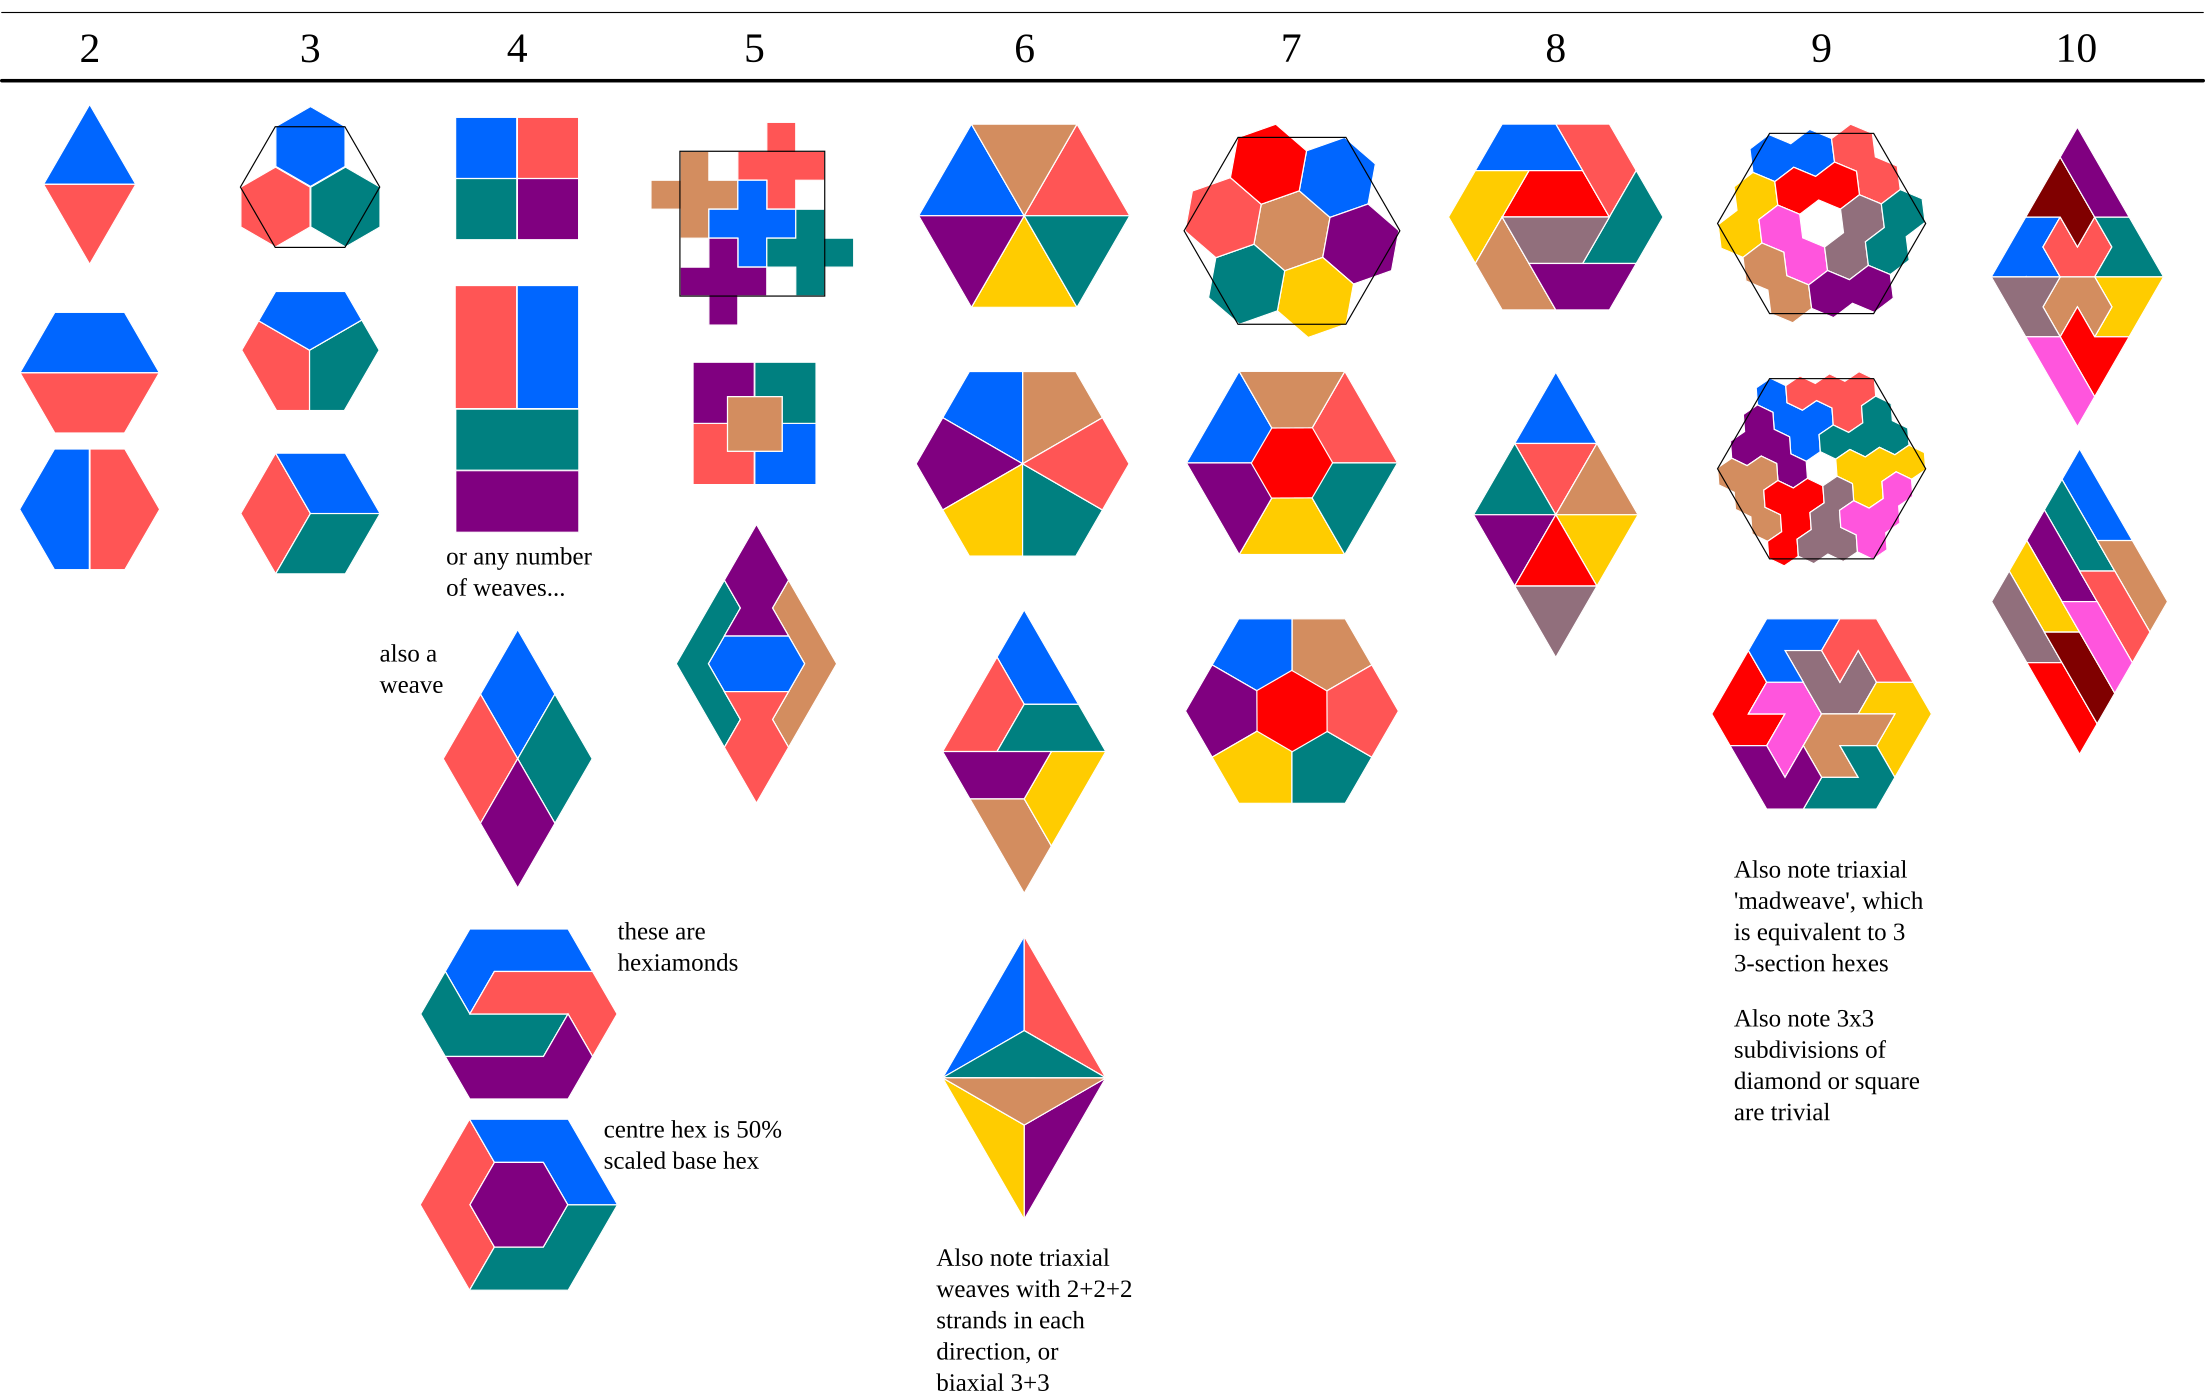 2 3 4 5 6 7 8 9 10
or any number
of weaves...
also a
weave
these are
hexiamonds
centre hex is 50%
scaled base hex
Also note triaxial
weaves with 2+2+2
strands in each
direction, or
biaxial 3+3
Also note triaxial
'madweave', which
is equivalent to 3
3-section hexes
Also note 3x3
subdivisions of
diamond or square
are trivial